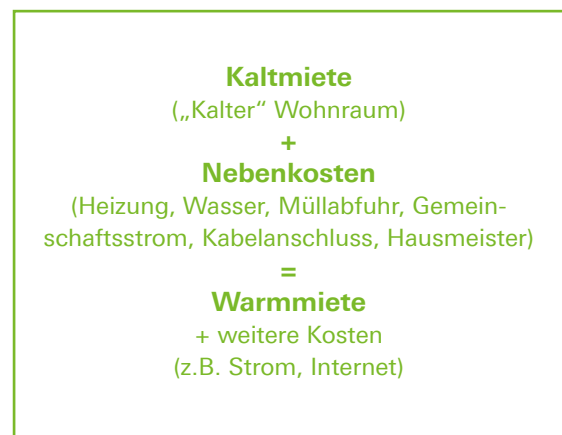 Kaltmiete
(„Kalter“ Wohnraum)
+
Nebenkosten
(Heizung, Wasser, Müllabfuhr, Gemein-
schaftsstrom, Kabelanschluss, Hausmeister)
=
Warmmiete
+ weitere Kosten
(z.B. Strom, Internet)